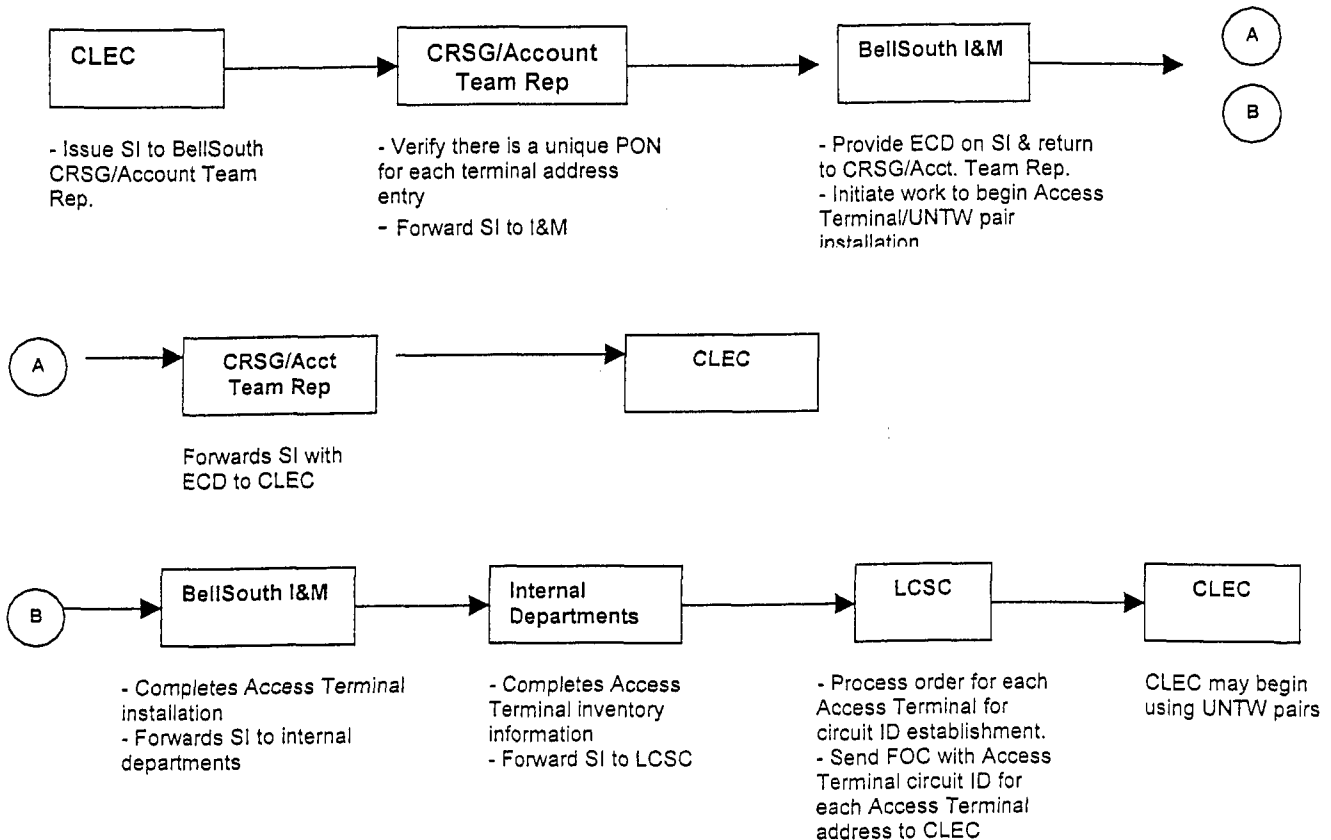 CLEC
CRSG/Account
Team Rep
BellSouth I&M
A
B
- Issue SI to BellSouth
CRSG/Account Team
Rep.
- Verify there is a unique PON
for each terminal address
entry
- Forward SI to I&M
- Provide ECD on SI & return
to CRSG/Acct. Team Rep.
- Initiate work to begin Access
Terminal/UNTW pair
installation
A
CRSG/Acct
Team Rep
CLEC
Forwards SI with
ECD to CLEC
B
BellSouth I&M
Internal
Departments
LCSC
CLEC
- Completes Access Terminal
installation
- Forwards SI to internal
departments
- Completes Access
Terminal inventory
information
- Forward SI to LCSC
- Process order for each
Access Terminal for
circuit ID establishment.
- Send FOC with Access
Terminal circuit ID for
each Access Terminal
address to CLEC
CLEC may begin
using UNTW pairs